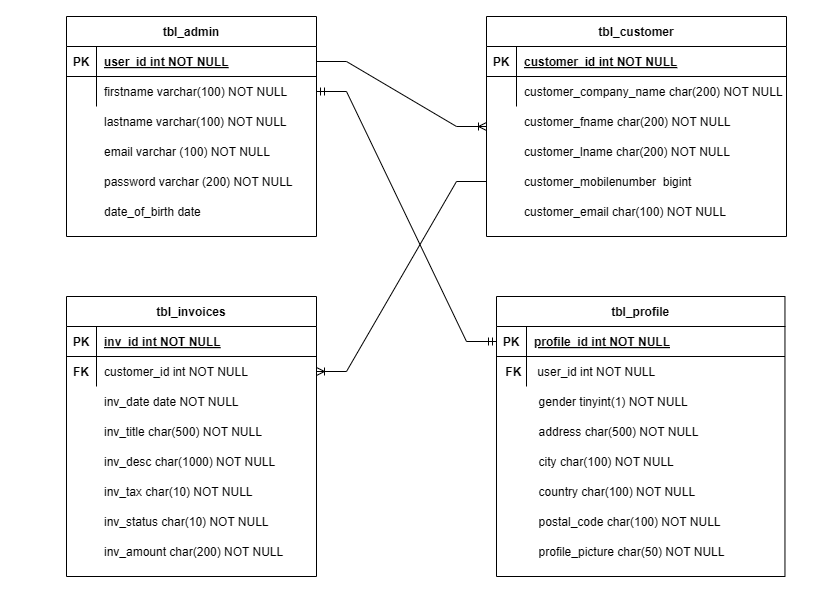 tbl_admin
PK user_id int NOT NULL
firstname varchar(100) NOT NULL
lastname varchar(100) NOT NULL
email varchar (100) NOT NULL
password varchar (200) NOT NULL
date_of_birth date
tbl_customer
PK customer_id int NOT NULL
customer_company_name char(200) NOT NULL
customer_fname char(200) NOT NULL
customer_lname char(200) NOT NULL
customer_mobilenumber bigint
customer_email char(100) NOT NULL
tbl_invoices
PK inv_id int NOT NULL
FK customer_id int NOT NULL
inv_date date NOT NULL
inv_title char(500) NOT NULL
inv_desc char(1000) NOT NULL
inv_tax char(10) NOT NULL
inv_status char(10) NOT NULL
inv_amount char(200) NOT NULL
tbl_profile
PK profile_id int NOT NULL
FK user_id int NOT NULL
gender tinyint(1) NOT NULL
address char(500) NOT NULL
city char(100) NOT NULL
country char(100) NOT NULL
postal_code char(100) NOT NULL
profile_picture char(50) NOT NULL